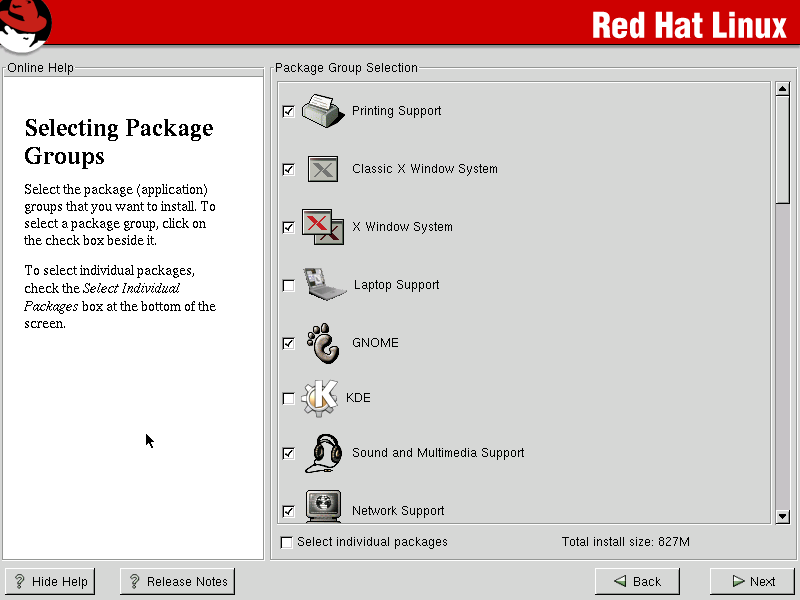 Red Hat Linux
Online Help
Selecting Package
Groups
Select the package (application)
groups that you want to install. To
select a package group, click on
the check box beside it.
To select individual packages,
check the Select Individual
Packages box at the bottom of the
screen.
Package Group Selection
Printing Support
Classic X Window System
X Window System
Laptop Support
GNOME
KDE
Sound and Multimedia Support
Network Support
Select individual packages
Total install size: 827M
Hide Help
Release Notes
Back
Next